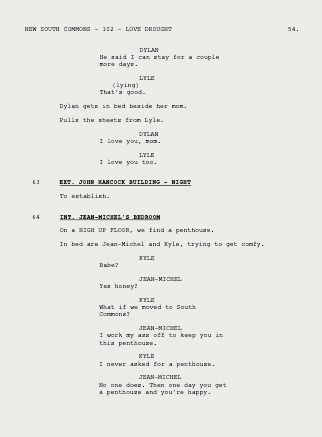 NEW SOUTH COMMONS - 102 - LOVE DROUGHT 54.
DYLAN
He said I can stay for a couple
more days.
LYLE
(lying)
That's good.
Dylan gets in bed beside her mom.
Pulls the sheets from Lyle.
DYLAN
I love you, mom.
LYLE
I love you too.
63 EXT. JOHN HANCOCK BUILDING - NIGHT
To establish.
64 INT. JEAN-MICHEL'S BEDROOM
On a HIGH UP FLOOR, we find a penthouse.
In bed are Jean-Michel and Kyle, trying to get comfy.
KYLE
Babe?
JEAN-MICHEL
Yes honey?
KYLE
What if we moved to South
Commons?
JEAN-MICHEL
I work my ass off to keep you in
this penthouse.
KYLE
I never asked for a penthouse.
JEAN-MICHEL
No one does. Then one day you get
a penthouse and you're happy.